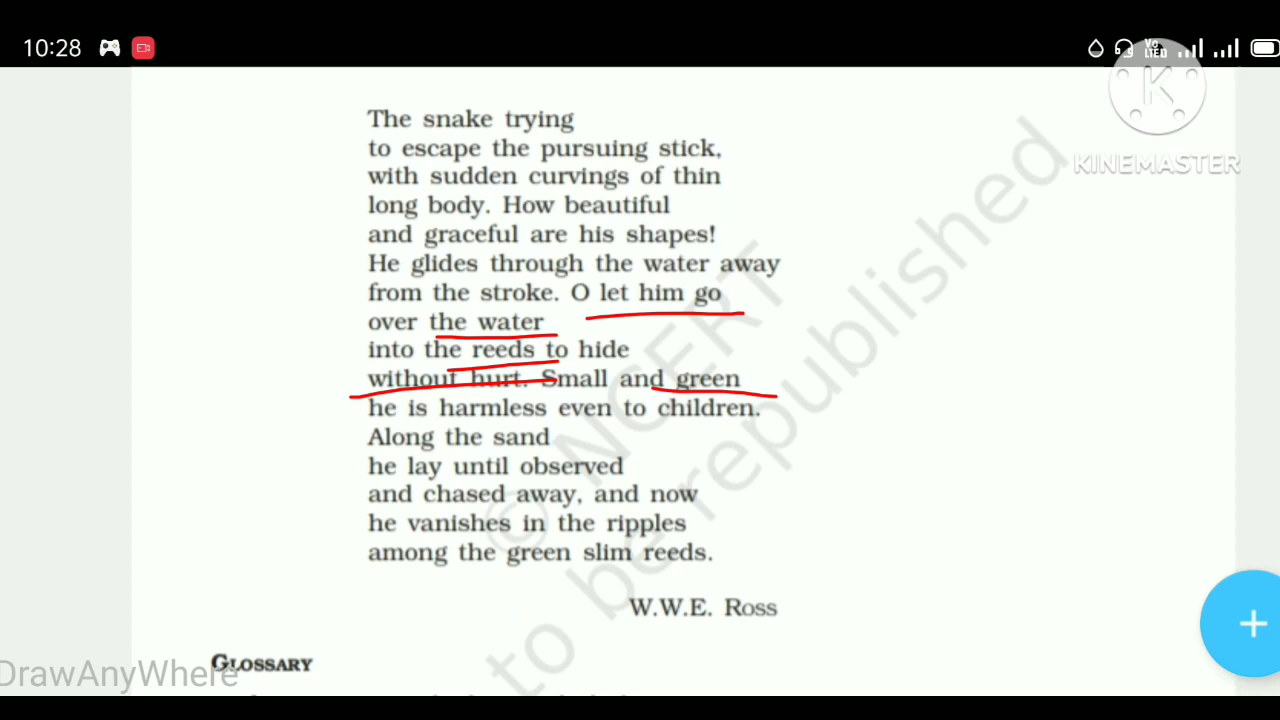 10:28
Vo
LTED
K
KINEMASTER
The snake trying
to escape the pursuing stick,
with sudden curvings of thin
long body. How beautiful
and graceful are his shapes!
He glides through the water away
from the stroke. O let him go
over the water
into the reeds to hide
without hurt. Small and green
he is harmless even to children.
Along the sand
he lay until observed
and chased away, and now
he vanishes in the ripples
among the green slim reeds.
W.W.E. Ross
© NCERT
to be republished
Glossary
DrawAnyWhere